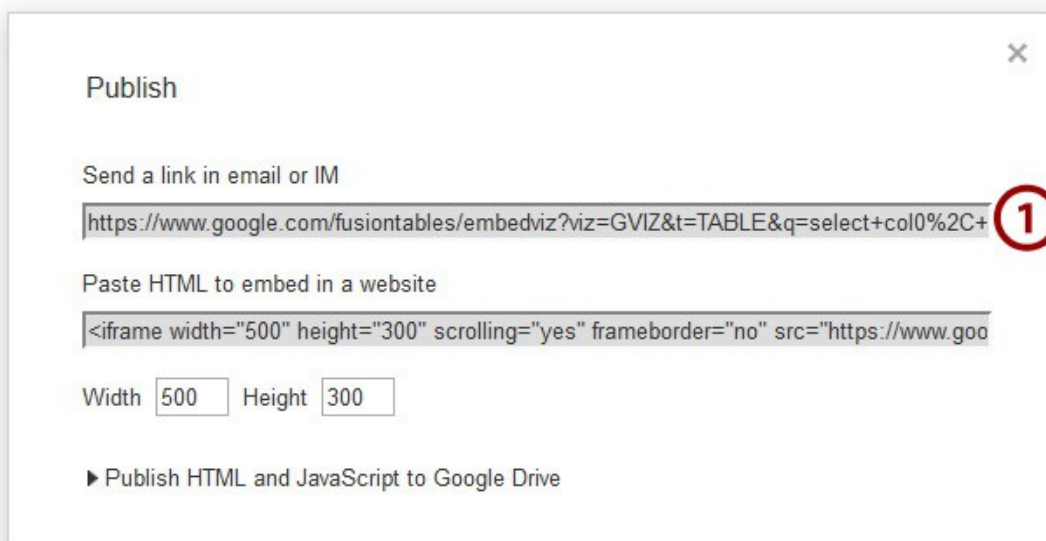 ×
Publish
Send a link in email or IM
https://www.google.com/fusiontables/embedviz?viz=GVIZ&t=TABLE&q=select+col0%2C+
1
Paste HTML to embed in a website
<iframe width="500" height="300" scrolling="yes" frameborder="no" src="https://www.goo
Width 500 Height 300
Publish HTML and JavaScript to Google Drive